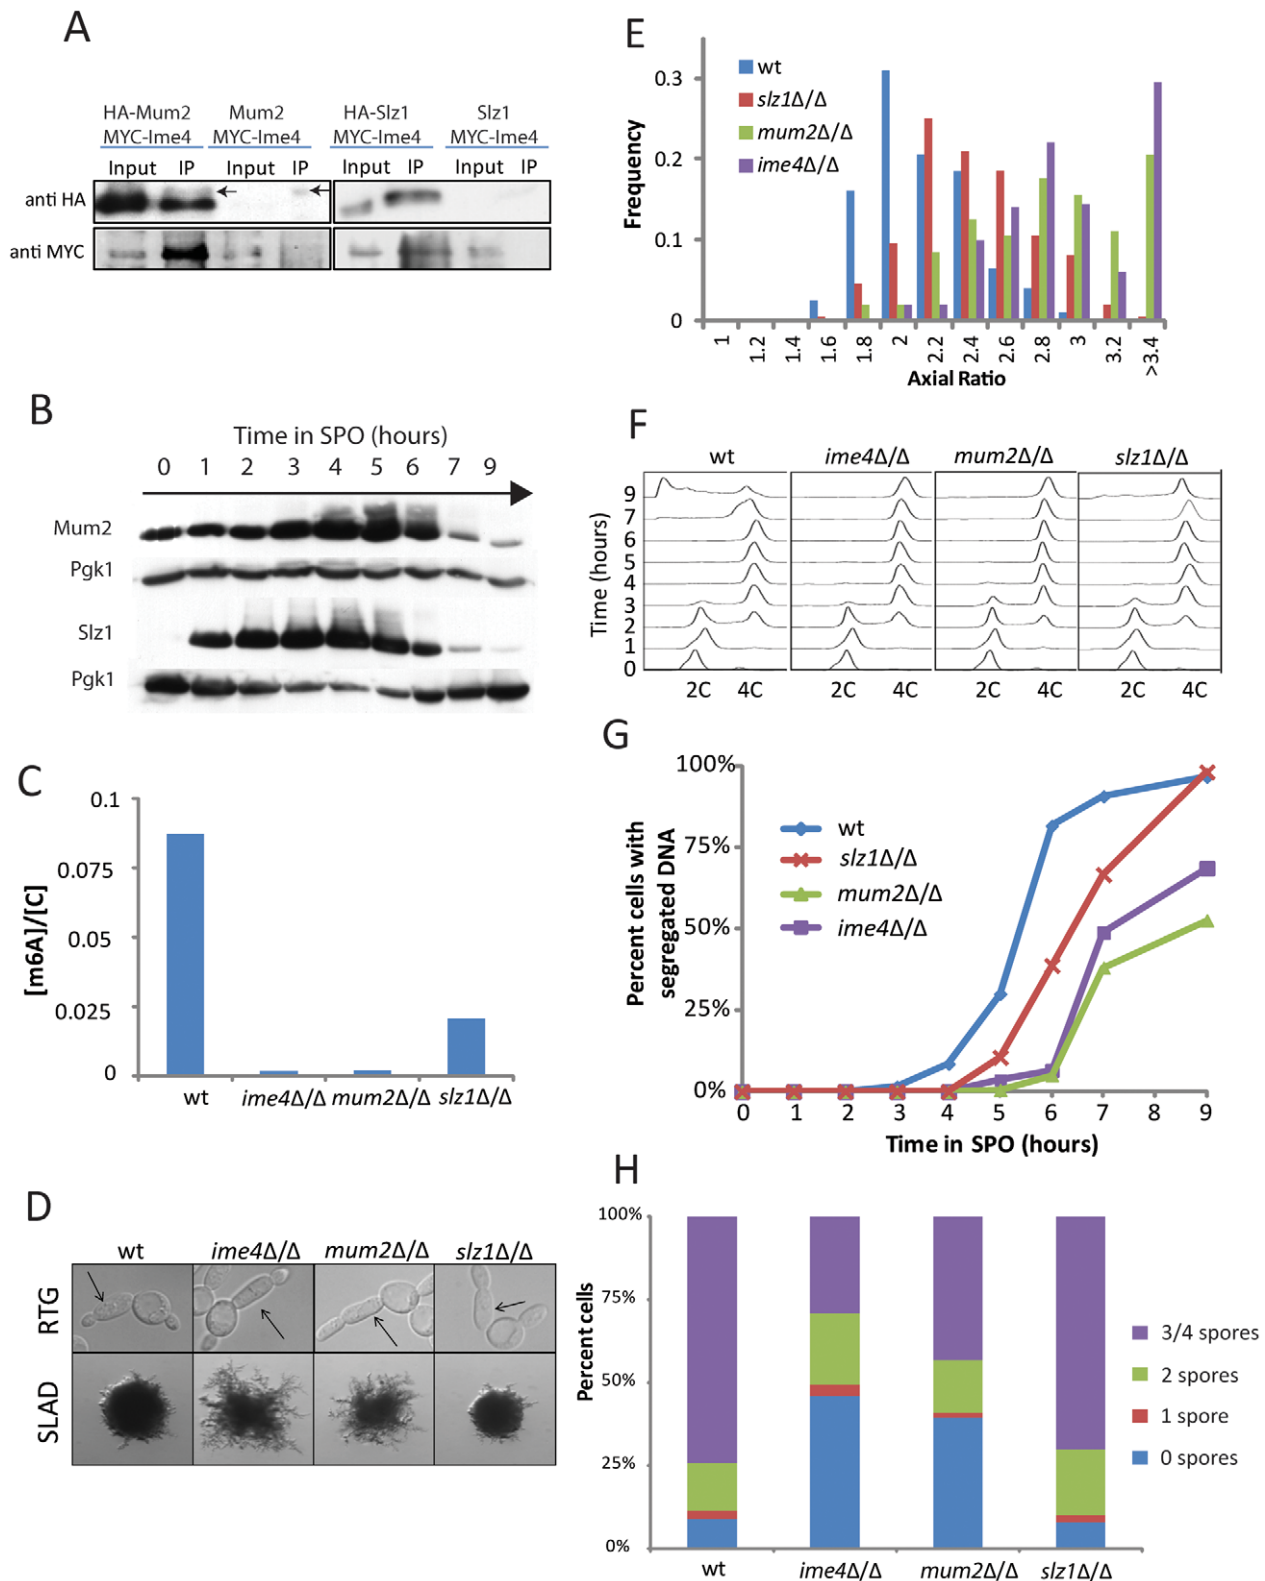 A
HA-Mum2 Mum2 HA-Slz1 Slz1
MYC-Ime4 MYC-Ime4 MYC-Ime4 MYC-Ime4
Input IP Input IP Input IP Input IP
anti HA
anti MYC
B
Time in SPO (hours)
0 1 2 3 4 5 6 7 9
Mum2
Pgk1
Slz1
Pgk1
C
[m6A]/[C]
0.1
0.075
0.05
0.025
0
wt ime4Δ/Δ mum2Δ/Δ slz1Δ/Δ
D
wt ime4Δ/Δ mum2Δ/Δ slz1Δ/Δ
RTG
SLAD
E
Frequency
0.3
0.2
0.1
0
wt
slz1Δ/Δ
mum2Δ/Δ
ime4Δ/Δ
1 1.2 1.4 1.6 1.8 2 2.2 2.4 2.6 2.8 3 3.2 >3.4
Axial Ratio
F
wt ime4Δ/Δ mum2Δ/Δ slz1Δ/Δ
Time (hours)
9
7
6
5
4
3
2
1
0
2C 4C 2C 4C 2C 4C 2C 4C
G
Percent cells with
segregated DNA
100%
75%
50%
25%
0%
wt
slz1Δ/Δ
mum2Δ/Δ
ime4Δ/Δ
0 1 2 3 4 5 6 7 8 9
Time in SPO (hours)
H
Percent cells
100%
75%
50%
25%
0%
3/4 spores
2 spores
1 spore
0 spores
wt ime4Δ/Δ mum2Δ/Δ slz1Δ/Δ